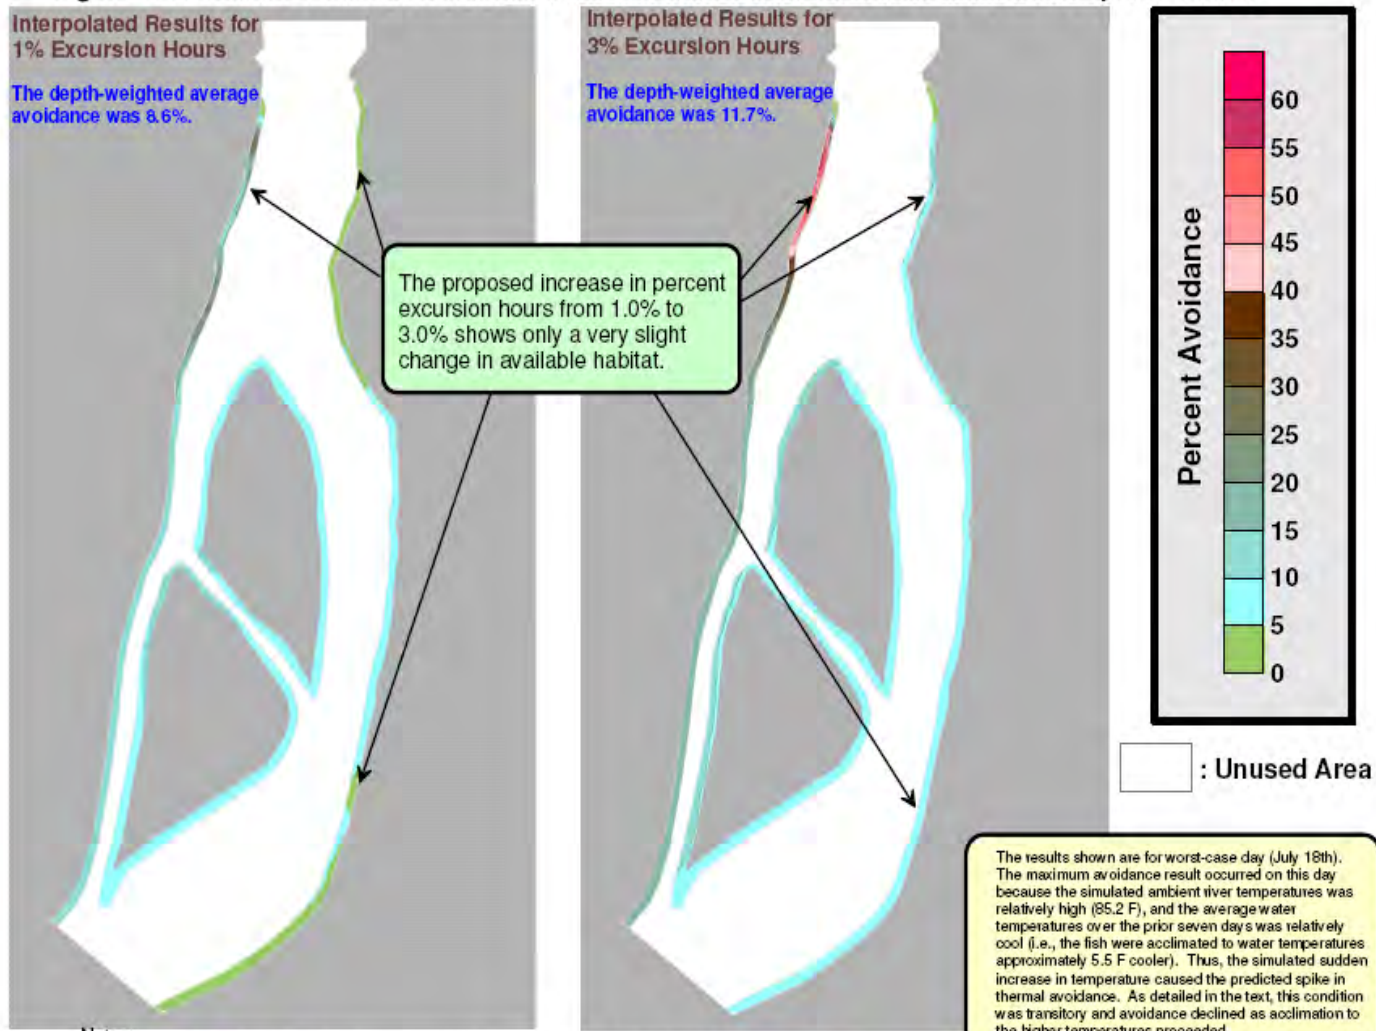 Interpolated Results for
1% Excursion Hours
The depth-weighted average
avoidance was 8.6%.
Interpolated Results for
3% Excursion Hours
The depth-weighted average
avoidance was 11.7%.
The proposed increase in percent
excursion hours from 1.0% to
3.0% shows only a very slight
change in available habitat.
Percent Avoidance
60
55
50
45
40
35
30
25
20
15
10
5
0
: Unused Area
The results shown are for worst-case day (July 18th).
The maximum avoidance result occurred on this day
because the simulated ambient river temperatures was
relatively high (85.2 F), and the average water
temperatures over the prior seven days was relatively
cool (i.e., the fish were acclimated to water temperatures
approximately 5.5 F cooler). Thus, the simulated sudden
increase in temperature caused the predicted spike in
thermal avoidance. As detailed in the text, this condition
was transitory and avoidance declined as acclimation to
the higher temperatures proceeded